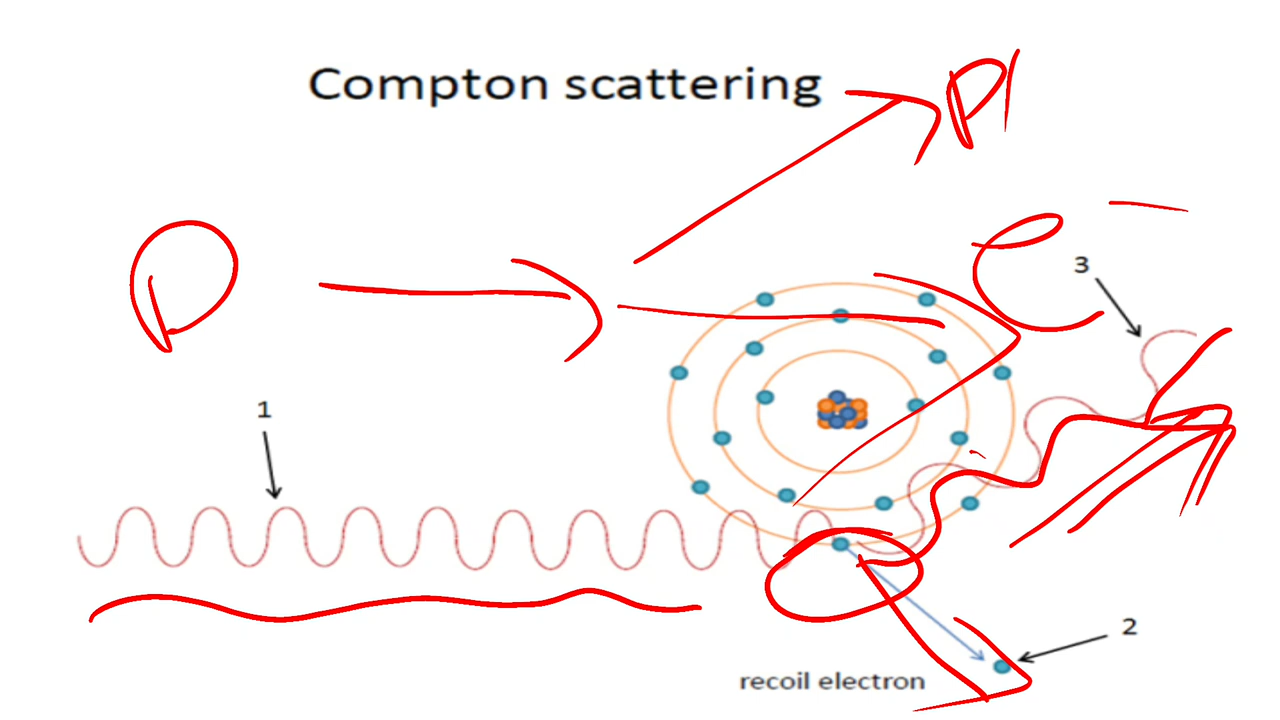 Compton scattering
P'
P
e -
3
1
2
recoil electron